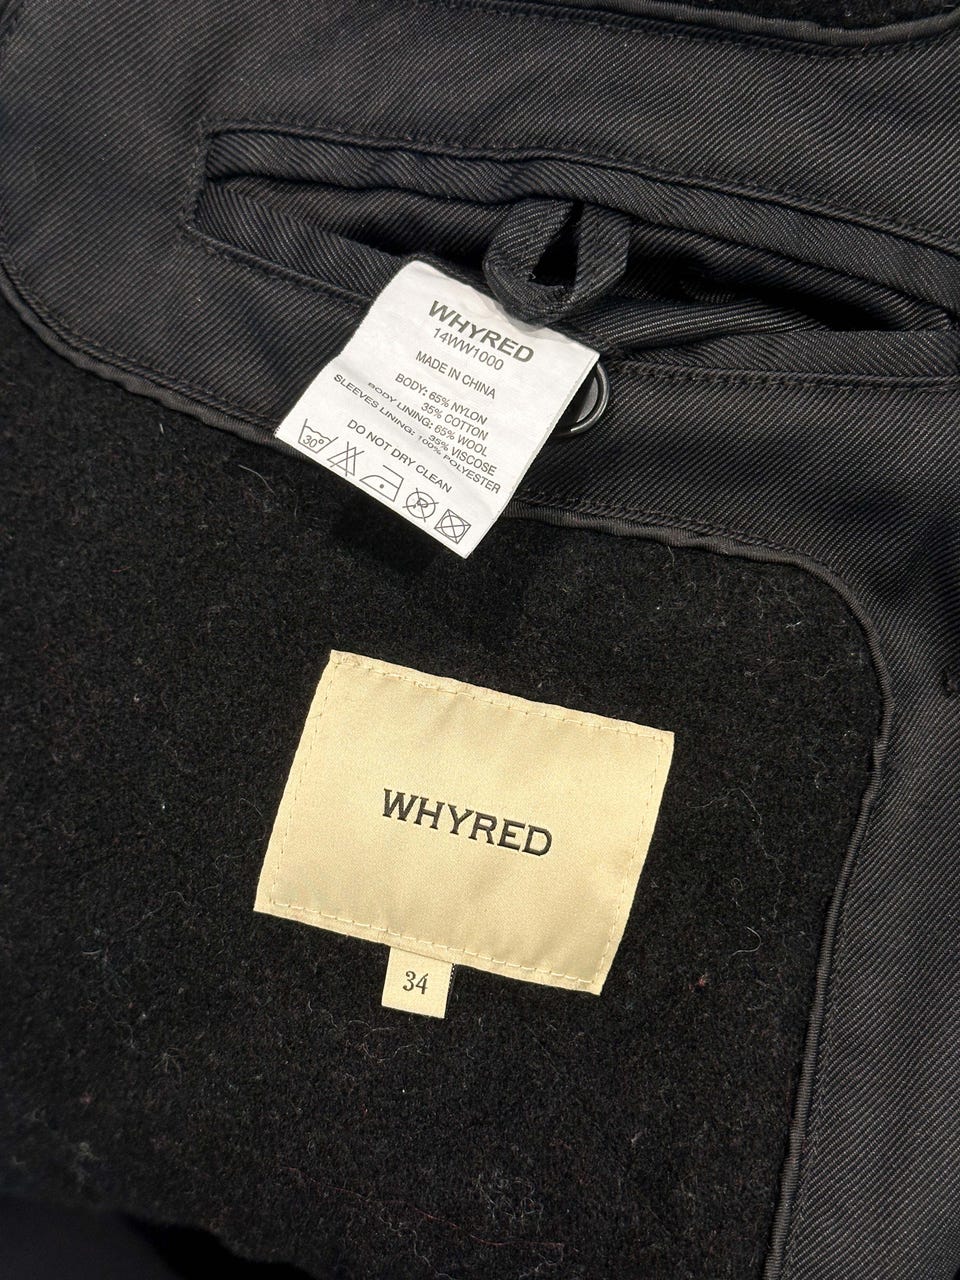 WHYRED
14WW1000
MADE IN CHINA
BODY: 65% NYLON
35% COTTON
BODY LINING: 65% WOOL
35% VISCOSE
SLEEVES LINING: 100% POLYESTER
DO NOT DRY CLEAN
30°
P
WHYRED
34